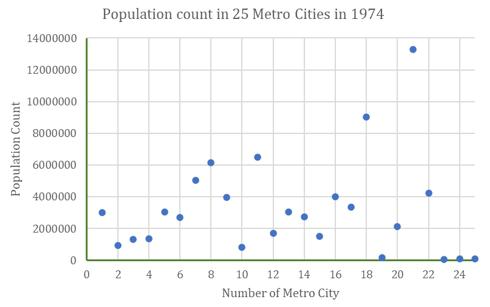 Population count in 25 Metro Cities in 1974
14000000
12000000
10000000
8000000
6000000
4000000
2000000
0
Population Count
0 2 4 6 8 10 12 14 16 18 20 22 24
Number of Metro City